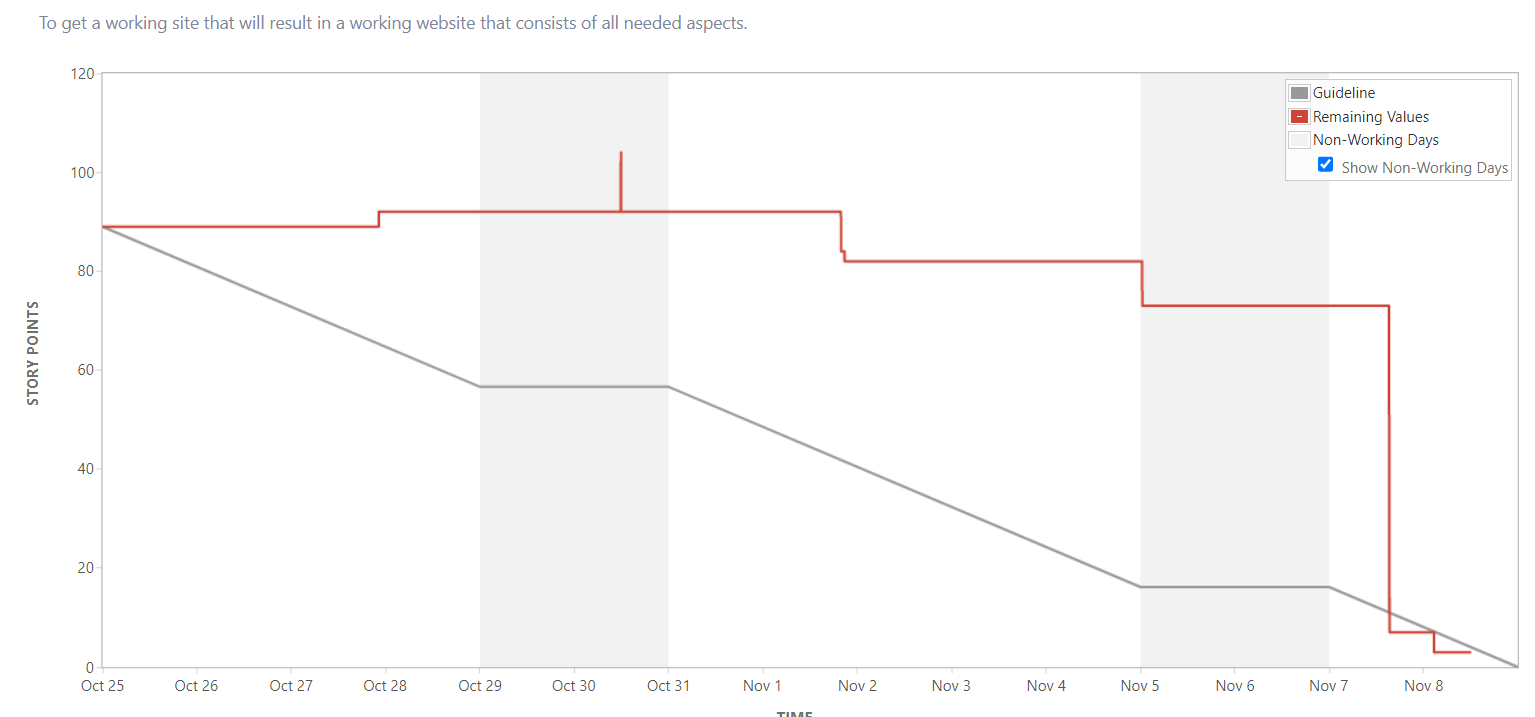 To get a working site that will result in a working website that consists of all needed aspects.
120
Guideline
Remaining Values
Non-Working Days
Show Non-Working Days
100
80
STORY POINTS
60
40
20
0
Oct 25 Oct 26 Oct 27 Oct 28 Oct 29 Oct 30 Oct 31 Nov 1 Nov 2 Nov 3 Nov 4 Nov 5 Nov 6 Nov 7 Nov 8
TIME